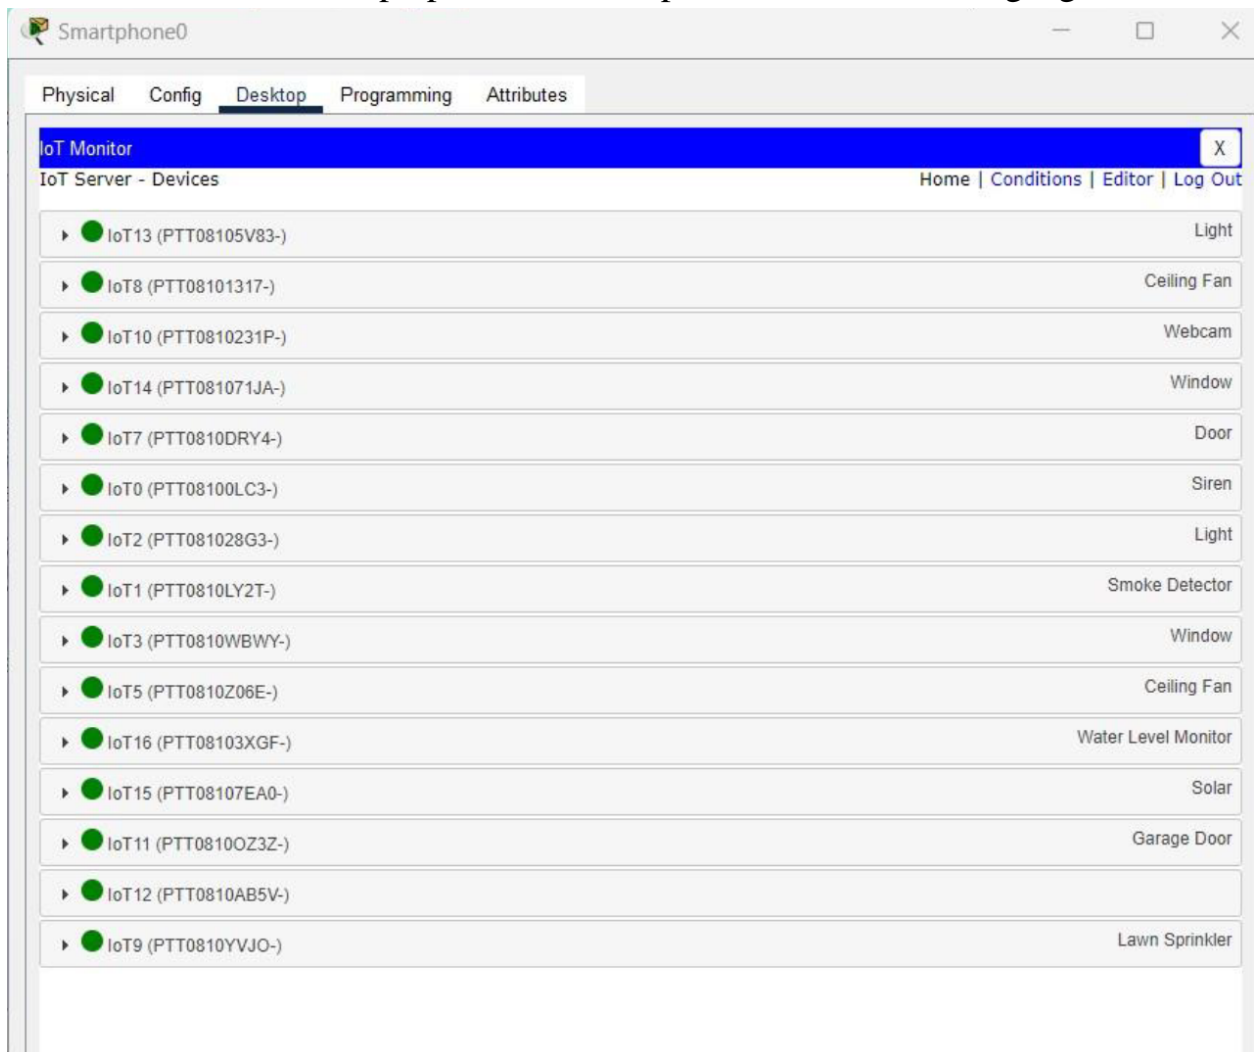 Smartphone0
Physical Config Desktop Programming Attributes
IoT Monitor X
IoT Server - Devices Home | Conditions | Editor | Log Out
IoT13 (PTT08105V83-) Light
IoT8 (PTT08101317-) Ceiling Fan
IoT10 (PTT0810231P-) Webcam
IoT14 (PTT081071JA-) Window
IoT7 (PTT0810DRY4-) Door
IoT0 (PTT08100LC3-) Siren
IoT2 (PTT081028G3-) Light
IoT1 (PTT0810LY2T-) Smoke Detector
IoT3 (PTT0810WBWY-) Window
IoT5 (PTT0810Z06E-) Ceiling Fan
IoT16 (PTT08103XGF-) Water Level Monitor
IoT15 (PTT08107EA0-) Solar
IoT11 (PTT0810OZ3Z-) Garage Door
IoT12 (PTT0810AB5V-)
IoT9 (PTT0810YVJO-) Lawn Sprinkler